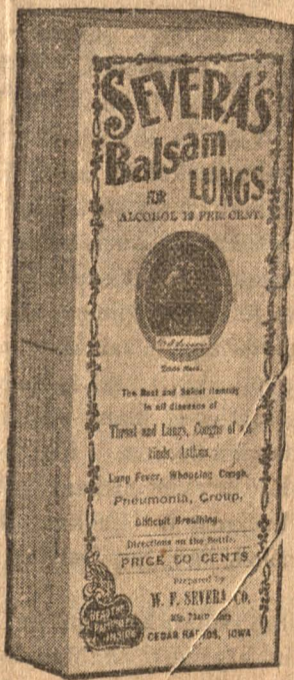 SEVERA'S
Balsam
FOR LUNGS
ALCOHOL PER CENT.
W.F. Severa
Trade Mark.
The Best and Safest Remedy
in all diseases of
Throat and Lungs, Coughs of all
kinds, Asthma,
Lung Fever, Whooping Cough,
Pneumonia, Croup,
Difficult Breathing.
Directions on the Bottle.
PRICE 50 CENTS
Prepared by
W. F. SEVERA CO.
CEDAR RAPIDS, IOWA
INSIDE